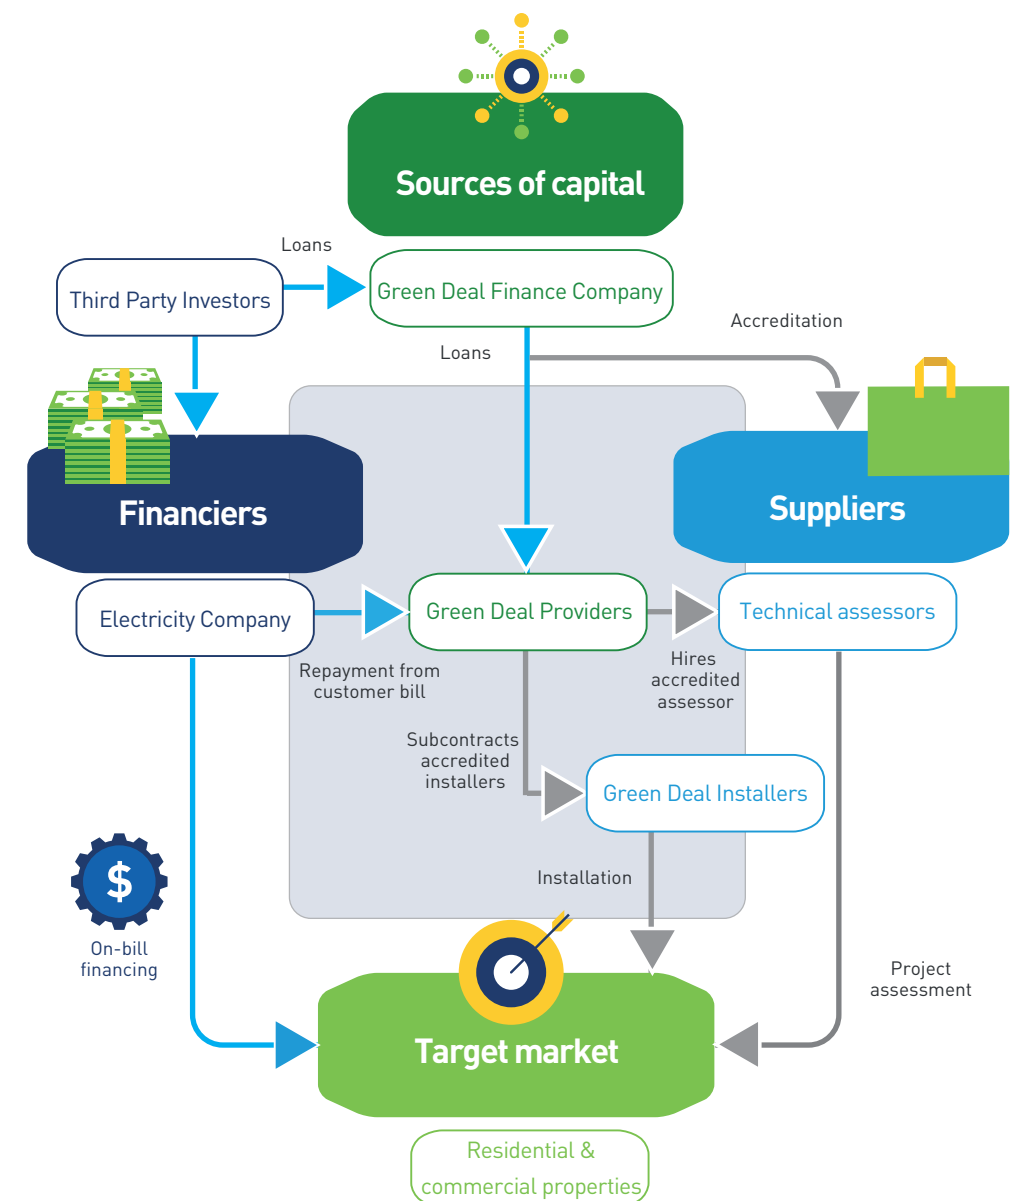 Sources of capital
Loans
Third Party Investors
Green Deal Finance Company
Accreditation
Loans
Financiers
Suppliers
Electricity Company
Green Deal Providers
Technical assessors
Repayment from
customer bill
Hires
accredited
assessor
Subcontracts
accredited
installers
Green Deal Installers
Installation
$
On-bill
financing
Project
assessment
Target market
Residential &
commercial properties